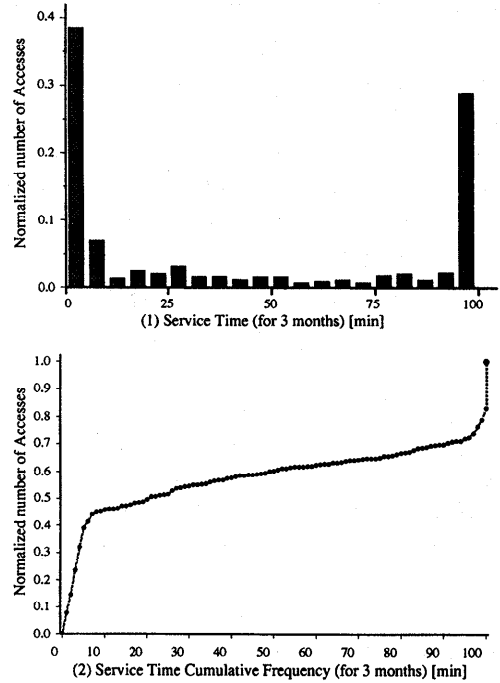 0.4
0.3
0.2
0.1
0.0
Normalized number of Accesses
0 25 50 75 100
(1) Service Time (for 3 months) [min]
1.0
0.9
0.8
0.7
0.6
0.5
0.4
0.3
0.2
0.1
0.0
Normalized number of Accesses
0 10 20 30 40 50 60 70 80 90 100
(2) Service Time Cumulative Frequency (for 3 months) [min]